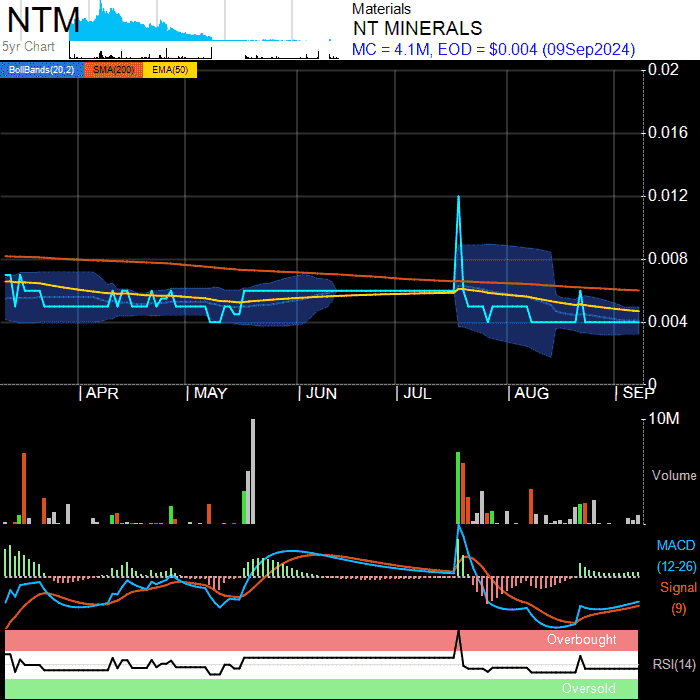 NTM
5yr Chart
Materials
NT MINERALS
MC = 4.1M, EOD = $0.004 (09Sep2024)
BollBands(20,2) SMA(200) EMA(50)
0.02
0.016
0.012
0.008
0.004
0
APR MAY JUN JUL AUG SEP
10M
Volume
MACD
(12-26)
Signal
(9)
Overbought
RSI(14)
Oversold